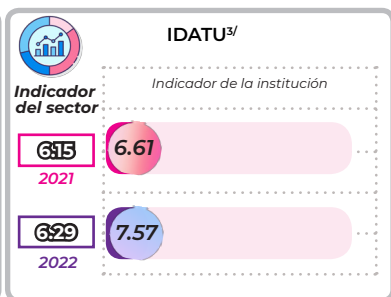 IDATU3/
Indicador del sector
Indicador de la institución
6.15
6.61
2021
6.29
7.57
2022